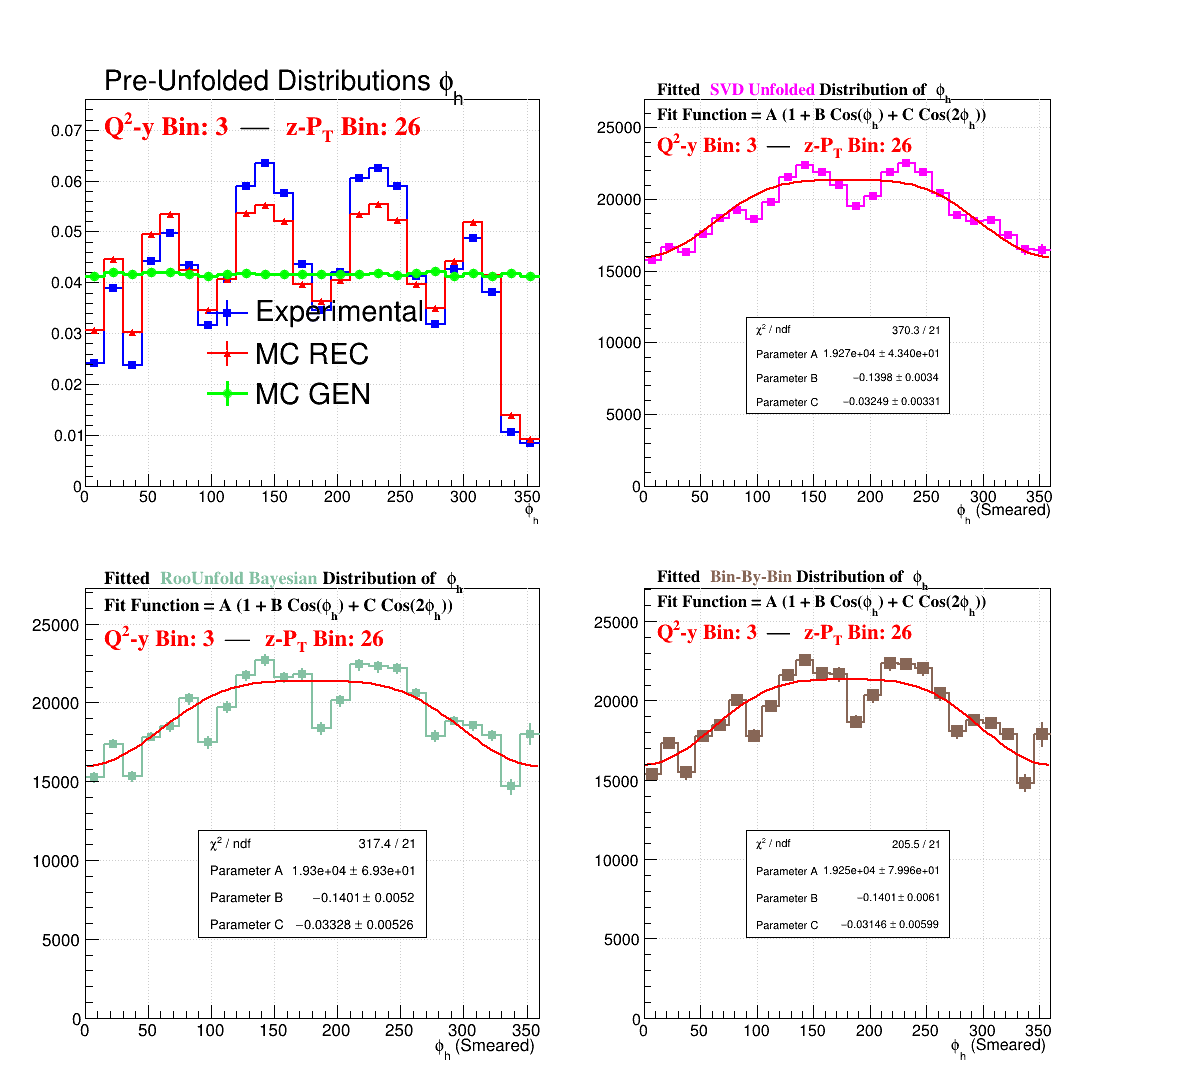 Pre-Unfolded Distributions ϕh
Q2-y Bin: 3 — z-PT Bin: 26
0.07
0.06
0.05
0.04
0.03
0.02
0.01
0
Experimental
MC REC
MC GEN
0 50 100 150 200 250 300 350
ϕh
Fitted SVD Unfolded Distribution of ϕh
Fit Function = A (1 + B Cos(ϕh) + C Cos(2ϕh))
Q2-y Bin: 3 — z-PT Bin: 26
25000
20000
15000
10000
5000
0
χ2 / ndf 370.3 / 21
Parameter A 1.927e+04 ± 4.340e+01
Parameter B −0.1398 ± 0.0034
Parameter C −0.03249 ± 0.00331
0 50 100 150 200 250 300 350
ϕh (Smeared)
Fitted RooUnfold Bayesian Distribution of ϕh
Fit Function = A (1 + B Cos(ϕh) + C Cos(2ϕh))
Q2-y Bin: 3 — z-PT Bin: 26
25000
20000
15000
10000
5000
0
χ2 / ndf 317.4 / 21
Parameter A 1.93e+04 ± 6.93e+01
Parameter B −0.1401 ± 0.0052
Parameter C −0.03328 ± 0.00526
0 50 100 150 200 250 300 350
ϕh (Smeared)
Fitted Bin-By-Bin Distribution of ϕh
Fit Function = A (1 + B Cos(ϕh) + C Cos(2ϕh))
Q2-y Bin: 3 — z-PT Bin: 26
25000
20000
15000
10000
5000
0
χ2 / ndf 205.5 / 21
Parameter A 1.925e+04 ± 7.996e+01
Parameter B −0.1401 ± 0.0061
Parameter C −0.03146 ± 0.00599
0 50 100 150 200 250 300 350
ϕh (Smeared)